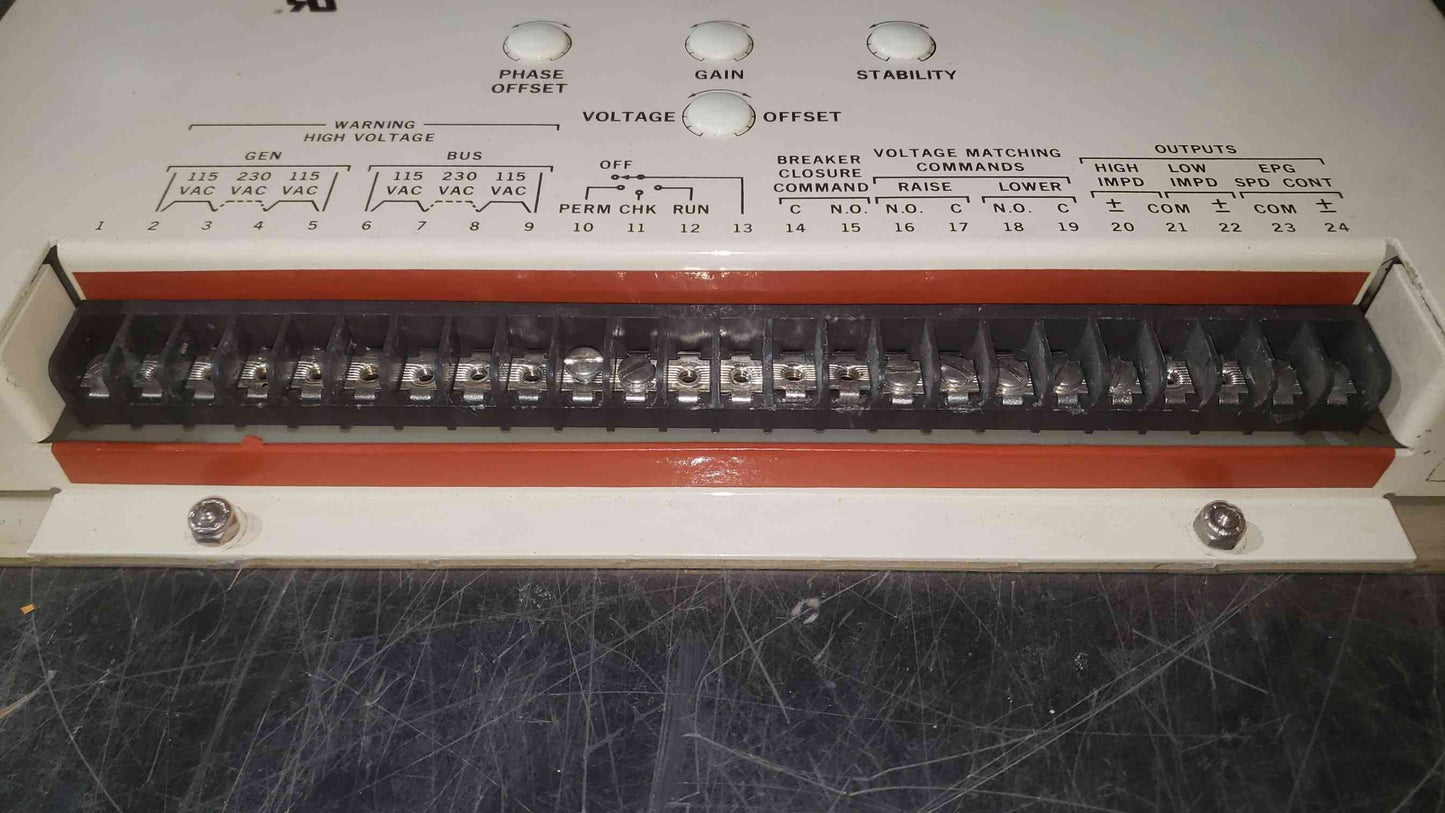 PHASE OFFSET
GAIN
STABILITY
VOLTAGE OFFSET
WARNING
HIGH VOLTAGE
GEN
BUS
115 VAC
230
115 VAC
115 VAC
230
115 VAC
OFF
PERM CHK RUN
BREAKER
CLOSURE
COMMAND
C N.O.
VOLTAGE MATCHING
COMMANDS
RAISE LOWER
N.O. C N.O. C
OUTPUTS
HIGH IMPD
LOW IMPD
EPG
SPD CONT
± COM ± COM ±
1 2 3 4 5 6 7 8 9 10 11 12 13 14 15 16 17 18 19 20 21 22 23 24